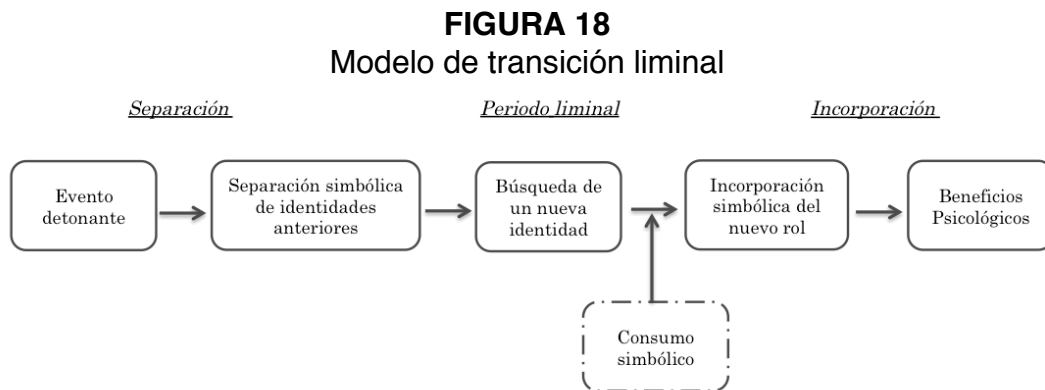 FIGURA 18
Modelo de transición liminal
Separación
Periodo liminal
Incorporación
Evento
detonante
Separación simbólica
de identidades
anteriores
Búsqueda de
un nueva
identidad
Incorporación
simbólica del
nuevo rol
Beneficios
Psicológicos
Consumo
simbólico